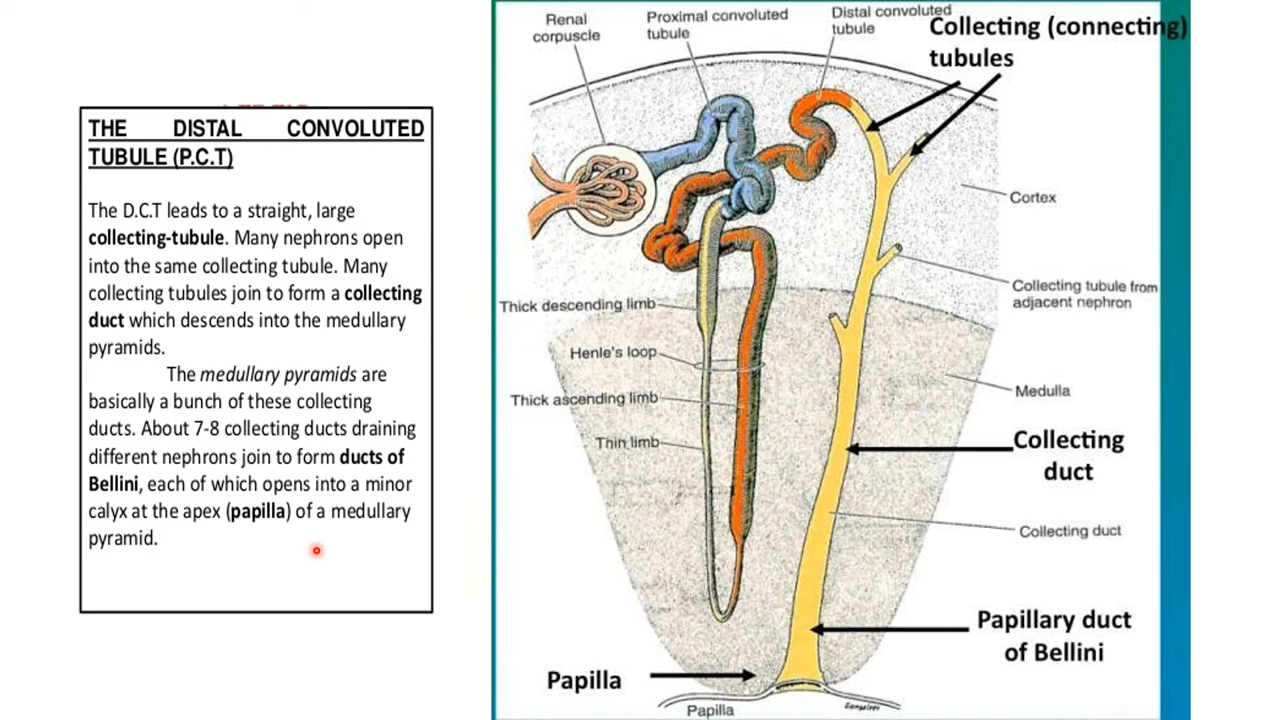 THE DISTAL CONVOLUTED
TUBULE (P.C.T)
The D.C.T leads to a straight, large
collecting-tubule. Many nephrons open
into the same collecting tubule. Many
collecting tubules join to form a collecting
duct which descends into the medullary
pyramids.
The medullary pyramids are
basically a bunch of these collecting
ducts. About 7-8 collecting ducts draining
different nephrons join to form ducts of
Bellini, each of which opens into a minor
calyx at the apex (papilla) of a medullary
pyramid.
Renal
corpuscle
Proximal convoluted
tubule
Distal convoluted
tubule
Collecting (connecting)
tubules
Cortex
Collecting tubule from
adjacent nephron
Thick descending limb
Henle's loop
Thick ascending limb
Thin limb
Medulla
Collecting
duct
Collecting duct
Papillary duct
of Bellini
Papilla
Papilla